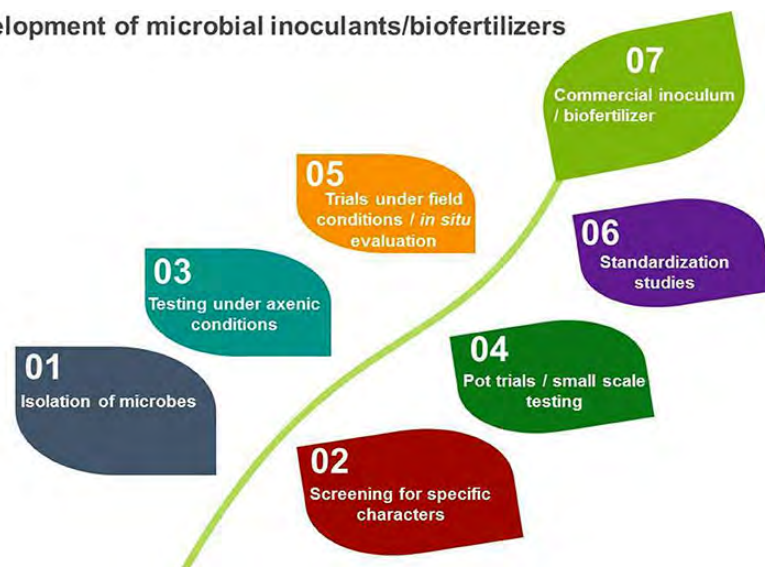 elopment of microbial inoculants/biofertilizers
07
Commercial inoculum
/ biofertilizer
05
Trials under field
conditions / in situ
evaluation
06
Standardization
studies
03
Testing under axenic
conditions
04
Pot trials / small scale
testing
01
Isolation of microbes
02
Screening for specific
characters